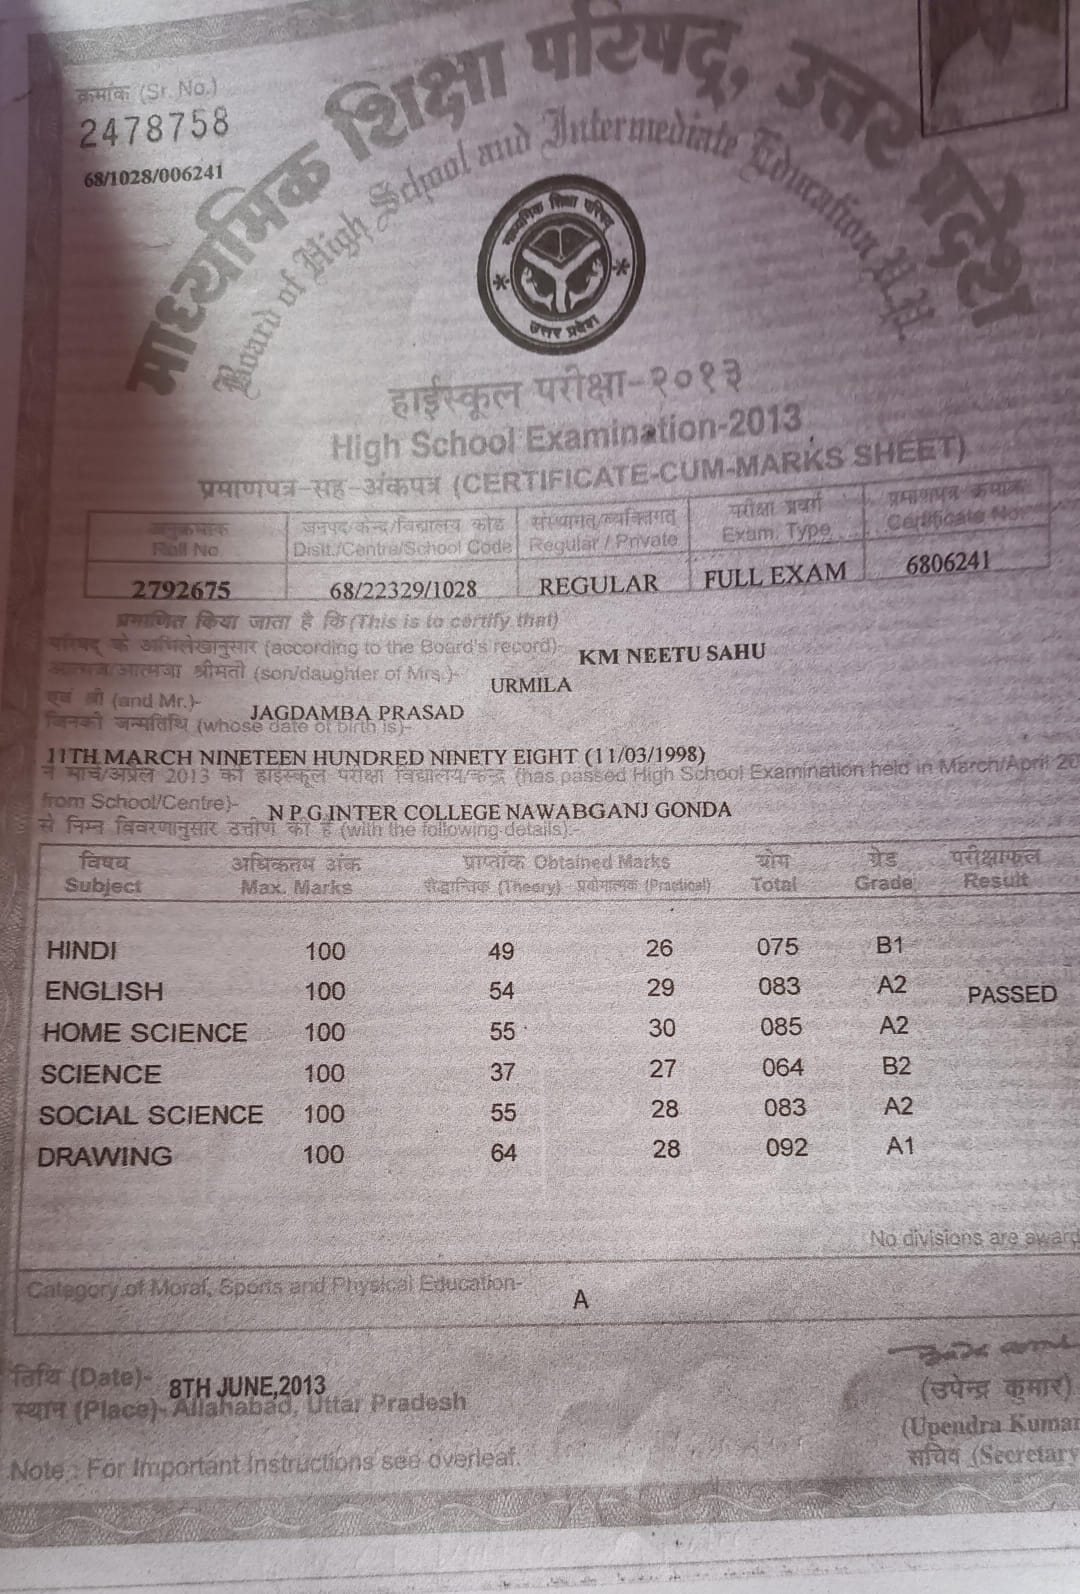 क्रमांक (Sr. No.)
2478758
68/1028/006241
माध्यमिक शिक्षा परिषद्, उत्तर प्रदेश
Board of High School and Intermediate Education U.P.
माध्यमिक शिक्षा परिषद्
उत्तर प्रदेश
हाईस्कूल परीक्षा-२०१३
High School Examination-2013
प्रमाणपत्र-सह-अंकपत्र (CERTIFICATE-CUM-MARKS SHEET)
अनुक्रमांक जनपद/केन्द्र/विद्यालय कोड संस्थागत/व्यक्तिगत परीक्षा प्रवर्ग प्रमाणपत्र क्रमांक
Roll No. Disit./Centre/School Code Regular / Private Exam. Type Certificate No.
2792675 68/22329/1028 REGULAR FULL EXAM 6806241
प्रमाणित किया जाता है कि (This is to certify that)
परिषद् के अभिलेखानुसार (according to the Board's record)- KM NEETU SAHU
आत्मज/आत्मजा श्रीमती (son/daughter of Mrs.)- URMILA
एवं श्री (and Mr.)- JAGDAMBA PRASAD
जिनकी जन्मतिथि (whose date of birth is)-
11TH MARCH NINETEEN HUNDRED NINETY EIGHT (11/03/1998)
ने मार्च/अप्रैल 2013 की हाईस्कूल परीक्षा विद्यालय/केन्द्र (has passed High School Examination held in March/April 20
from School/Centre)- N P G INTER COLLEGE NAWABGANJ GONDA
से निम्न विवरणानुसार उत्तीर्ण की है (with the following details):-
विषय अधिकतम अंक प्राप्तांक Obtained Marks योग ग्रेड परीक्षाफल
Subject Max. Marks सैद्धान्तिक (Theory) - प्रयोगात्मक (Practical) Total Grade Result
HINDI 100 49 26 075 B1
ENGLISH 100 54 29 083 A2 PASSED
HOME SCIENCE 100 55 30 085 A2
SCIENCE 100 37 27 064 B2
SOCIAL SCIENCE 100 55 28 083 A2
DRAWING 100 64 28 092 A1
No divisions are award
Category of Moral, Sports and Physical Education-
A
तिथि (Date)- 8TH JUNE,2013
स्थान (Place)- Allahabad, Uttar Pradesh
(उपेन्द्र कुमार)
(Upendra Kumar
सचिव (Secretary
Note : For Important Instructions see overleaf.